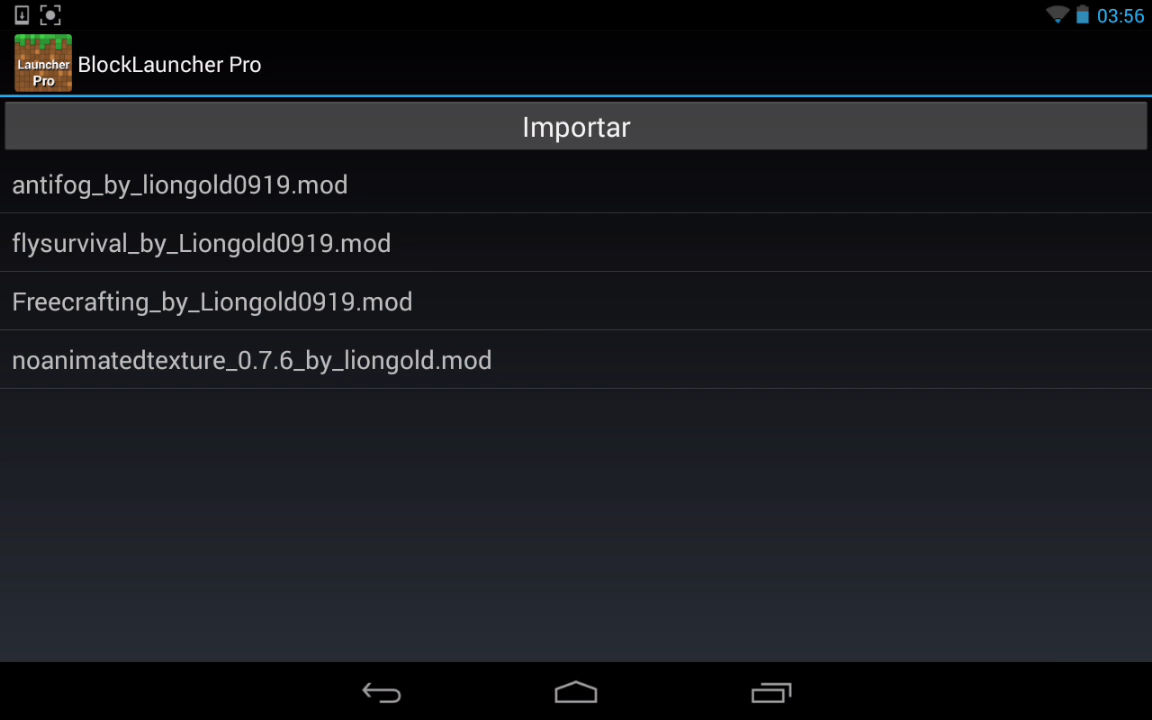 03:56
Launcher
Pro
BlockLauncher Pro
Importar
antifog_by_liongold0919.mod
flysurvival_by_Liongold0919.mod
Freecrafting_by_Liongold0919.mod
noanimatedtexture_0.7.6_by_liongold.mod